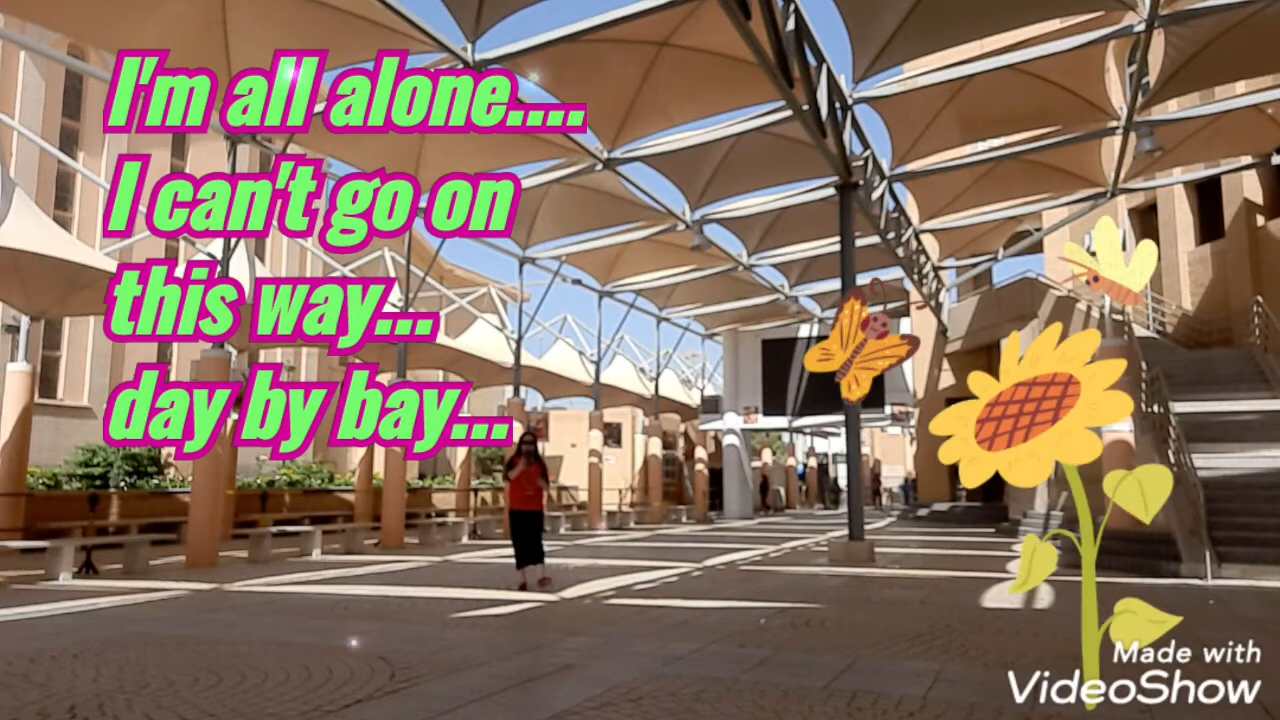 I'm all alone....
I can't go on
this way...
day by bay...
Made with
VideoShow